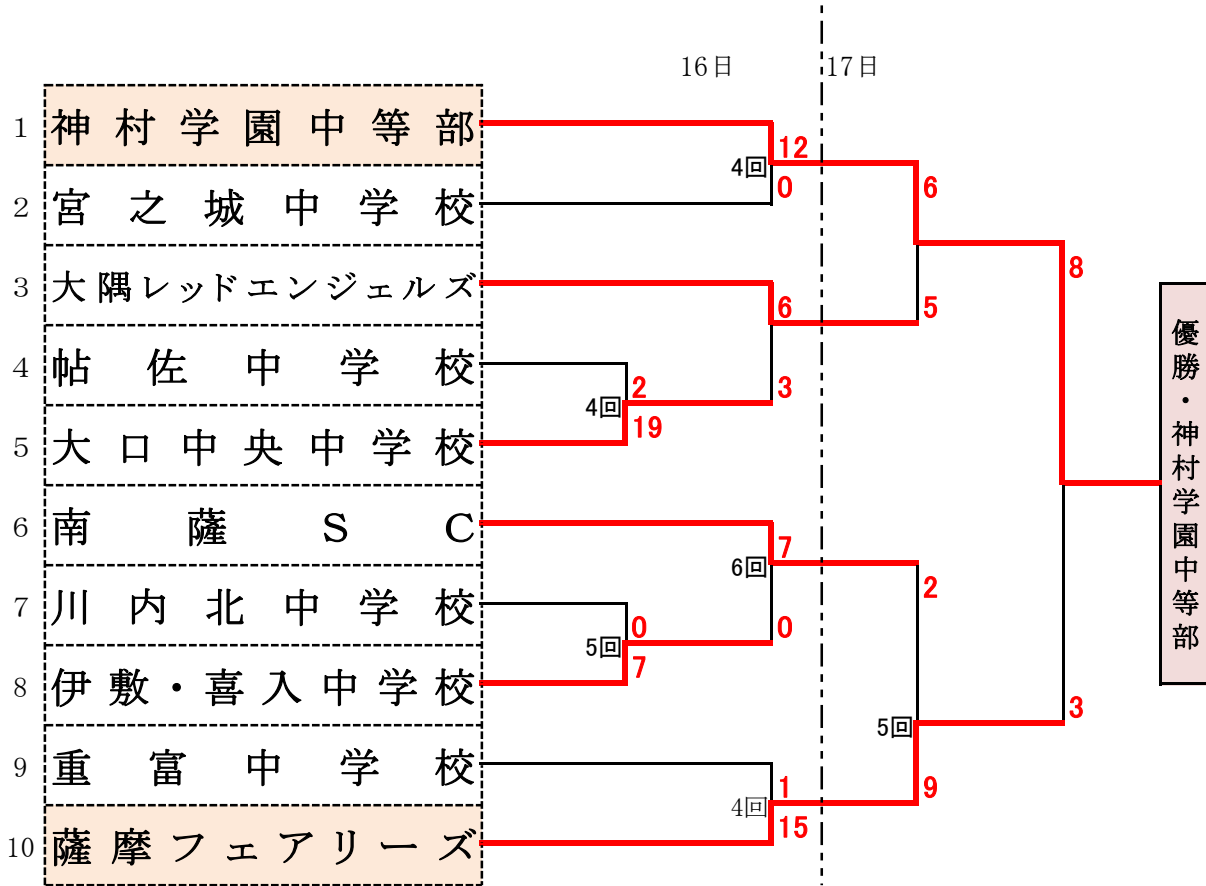 16日 17日
1 神村学園中等部
2 宮之城中学校
3 大隅レッドエンジェルズ
4 帖佐中学校
5 大口中央中学校
6 南薩SC
7 川内北中学校
8 伊敷・喜入中学校
9 重富中学校
10 薩摩フェアリーズ
4回 12
0
6
3
4回 2
19
6回 7
0
5回 0
7
4回 1
15
6
5
5回 2
9
8
3
優勝・神村学園中等部